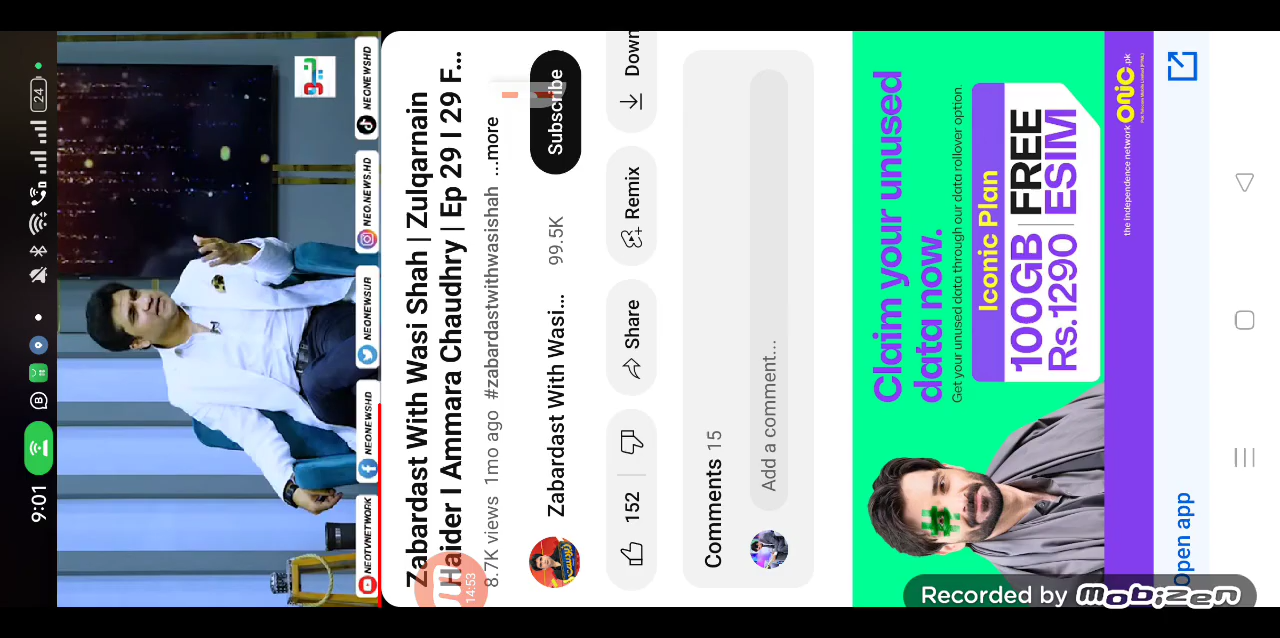 9:01
24
NEOTVNETWORK
NEONEWSHD
NEONEWSUR
NEO.NEWS.HD
NEONEWSHD
Zabardast With Wasi Shah | Zulqarnain
Haider I Ammara Chaudhry | Ep 29 I 29 F...
8.7K views 1mo ago #zabardastwithwasishah ...more
Zabardast With Wasi... 99.5K
Subscribe
152
Share
Remix
Down
Comments 15
Add a comment...
14:53
Claim your unused
data now.
Get your unused data through our data rollover option.
Iconic Plan
100GB FREE
Rs.1290 ESIM
#
the independence network
ONIC.pk
Open app
Recorded by mobizen